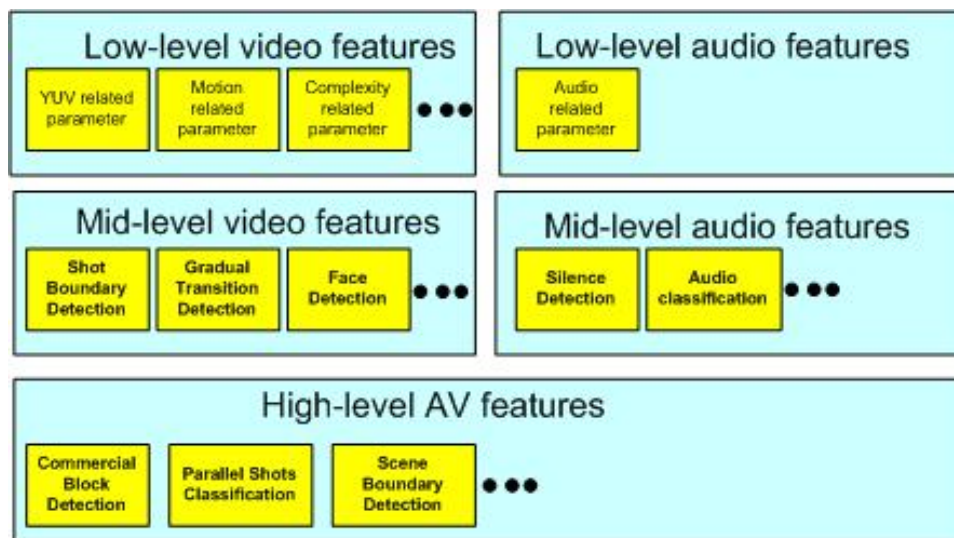 Low-level video features
YUV related
parameter
Motion
related
parameter
Complexity
related
parameter
Low-level audio features
Audio
related
parameter
Mid-level video features
Shot
Boundary
Detection
Gradual
Transition
Detection
Face
Detection
Mid-level audio features
Silence
Detection
Audio
classification
High-level AV features
Commercial
Block
Detection
Parallel Shots
Classification
Scene
Boundary
Detection